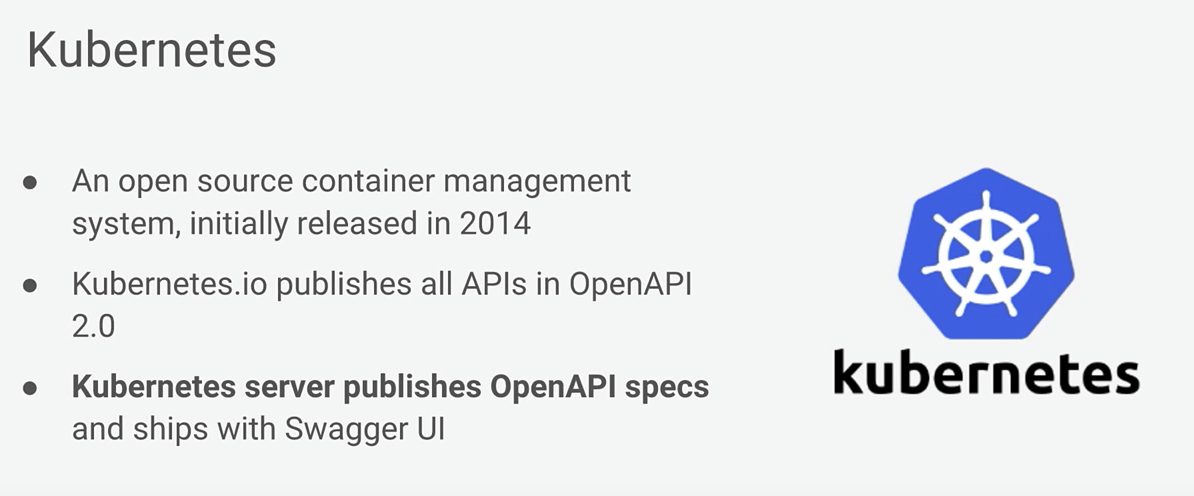 Kubernetes
● An open source container management
system, initially released in 2014
● Kubernetes.io publishes all APIs in OpenAPI
2.0
● Kubernetes server publishes OpenAPI specs
and ships with Swagger UI
kubernetes